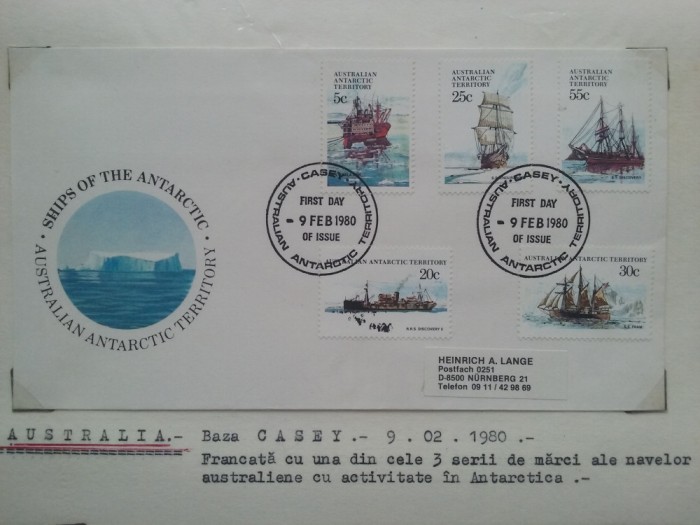 SHIPS OF THE ANTARCTIC
AUSTRALIAN ANTARCTIC TERRITORY
AUSTRALIAN
ANTARCTIC
TERRITORY
5c
AUSTRALIAN
ANTARCTIC
TERRITORY
25c
AUSTRALIAN
ANTARCTIC
TERRITORY
55c
CASEY
AUSTRALIAN ANTARCTIC TERRITORY
FIRST DAY
- 9 FEB 1980
OF ISSUE
CASEY
AUSTRALIAN ANTARCTIC TERRITORY
FIRST DAY
- 9 FEB 1980
OF ISSUE
AUSTRALIAN ANTARCTIC TERRITORY
20c
AUSTRALIAN ANTARCTIC TERRITORY
30c
HEINRICH A. LANGE
Postfach 0251
D-8500 NÜRNBERG 21
Telefon 09 11 / 42 98 69
AUSTRALIA.- Baza CASEY.- 9.02.1980.-
Francată cu una din cele 3 serii de mărci ale navelor
australiene cu activitate în Antarctica.-